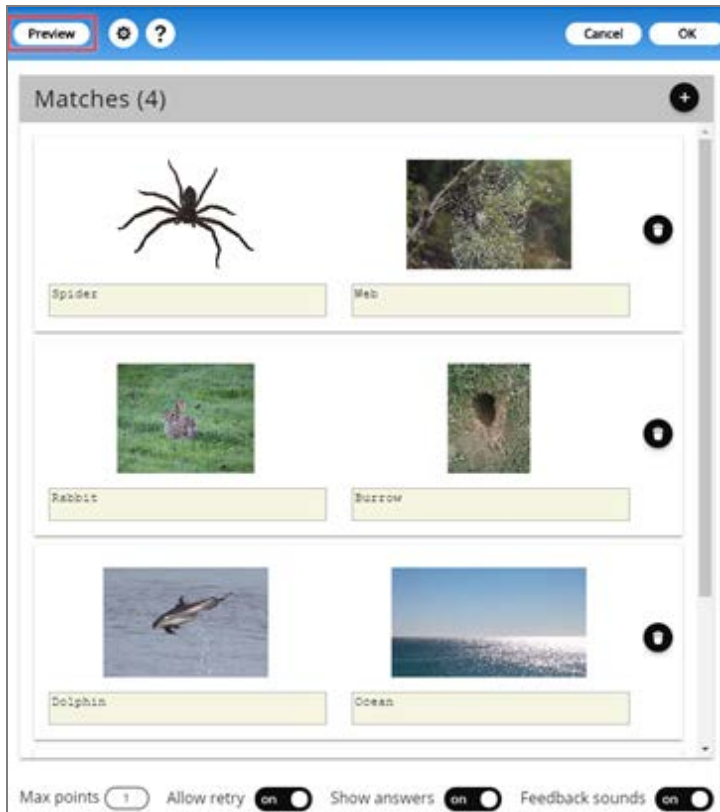 Preview ? Cancel OK
Matches (4) +
Spider Web
Rabbit Burrow
Dolphin Ocean
Max points 1 Allow retry on Show answers on Feedback sounds on